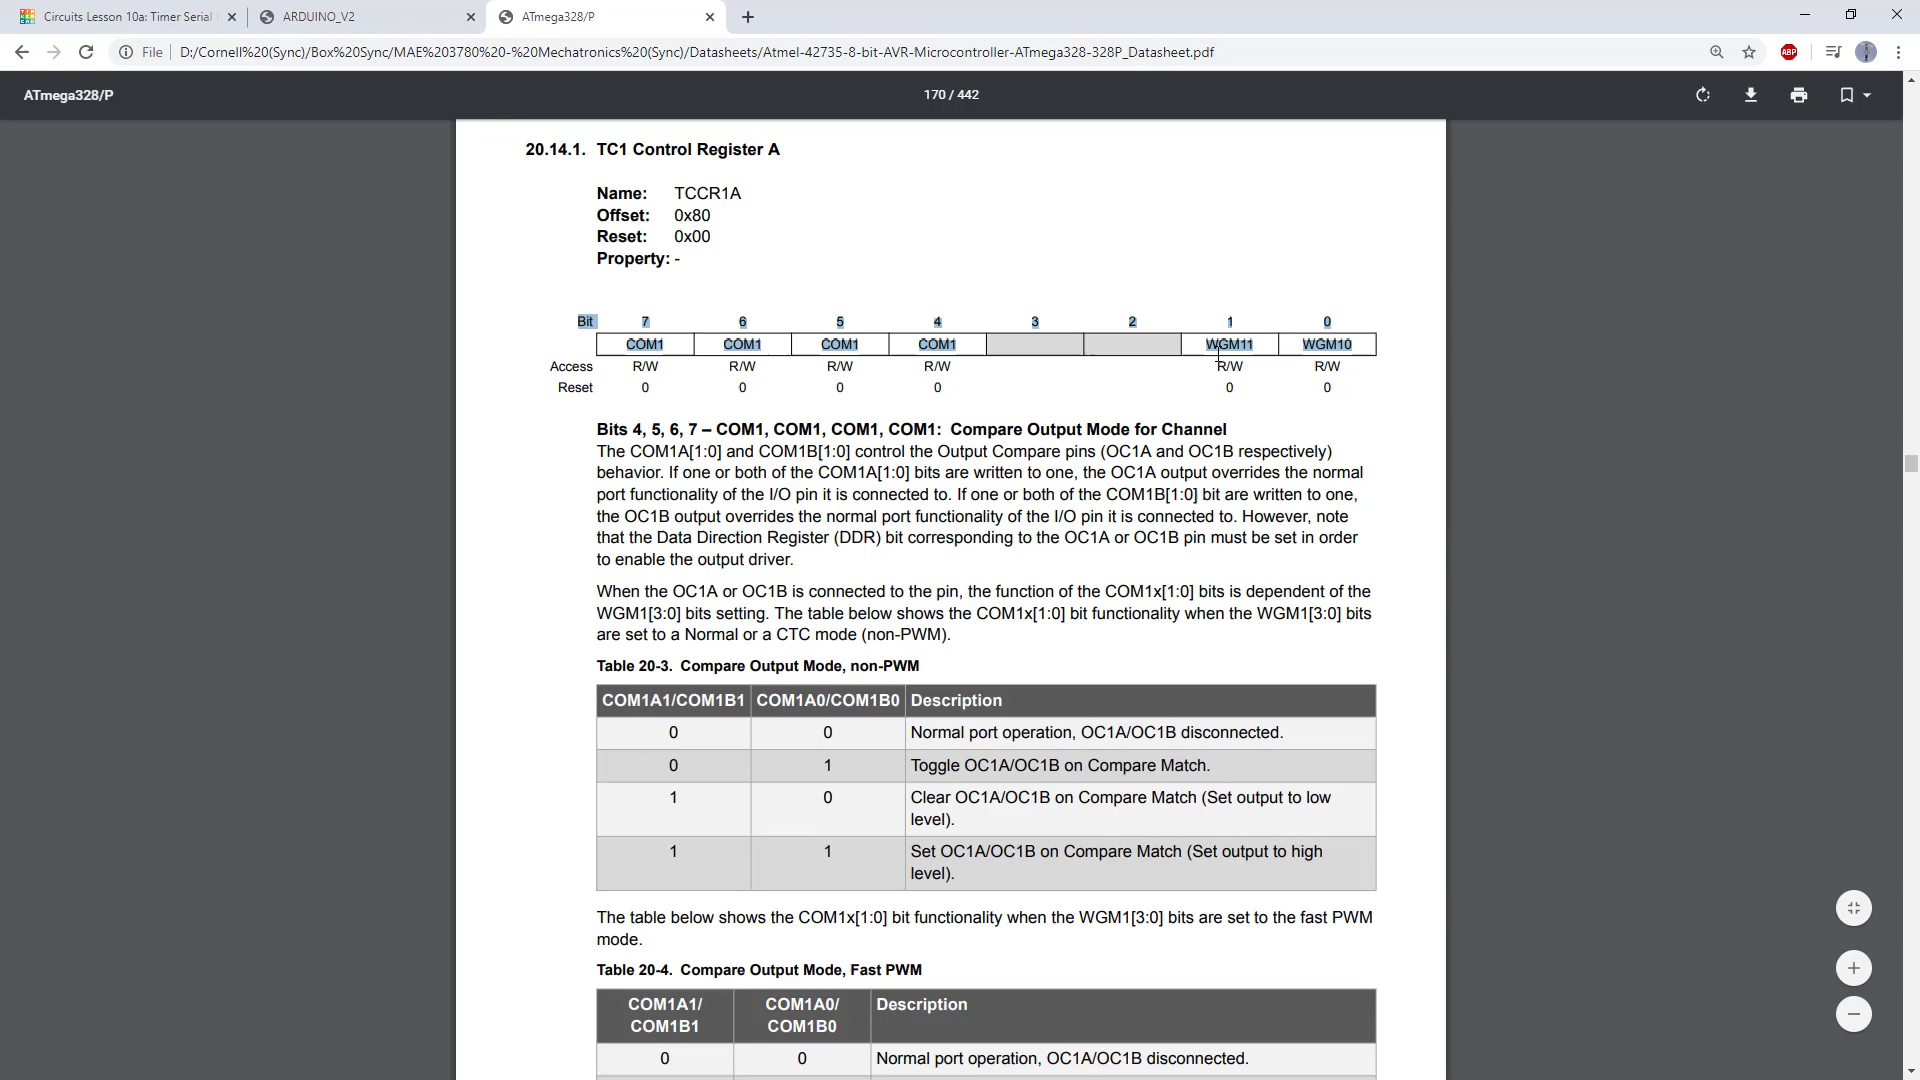 Circuits Lesson 10a: Timer Serial
ARDUINO_V2
ATmega328/P
File
D:/Cornell%20(Sync)/Box%20Sync/MAE%203780%20-%20Mechatronics%20(Sync)/Datasheets/Atmel-42735-8-bit-AVR-Microcontroller-ATmega328-328P_Datasheet.pdf
ABP
ATmega328/P
170 / 442
20.14.1. TC1 Control Register A
Name: TCCR1A
Offset: 0x80
Reset: 0x00
Property: -
Bit 7 6 5 4 3 2 1 0
COM1 COM1 COM1 COM1 WGM11 WGM10
Access R/W R/W R/W R/W R/W R/W
Reset 0 0 0 0 0 0
Bits 4, 5, 6, 7 – COM1, COM1, COM1, COM1: Compare Output Mode for Channel
The COM1A[1:0] and COM1B[1:0] control the Output Compare pins (OC1A and OC1B respectively)
behavior. If one or both of the COM1A[1:0] bits are written to one, the OC1A output overrides the normal
port functionality of the I/O pin it is connected to. If one or both of the COM1B[1:0] bit are written to one,
the OC1B output overrides the normal port functionality of the I/O pin it is connected to. However, note
that the Data Direction Register (DDR) bit corresponding to the OC1A or OC1B pin must be set in order
to enable the output driver.
When the OC1A or OC1B is connected to the pin, the function of the COM1x[1:0] bits is dependent of the
WGM1[3:0] bits setting. The table below shows the COM1x[1:0] bit functionality when the WGM1[3:0] bits
are set to a Normal or a CTC mode (non-PWM).
Table 20-3. Compare Output Mode, non-PWM
COM1A1/COM1B1 COM1A0/COM1B0 Description
0 0 Normal port operation, OC1A/OC1B disconnected.
0 1 Toggle OC1A/OC1B on Compare Match.
1 0 Clear OC1A/OC1B on Compare Match (Set output to low
level).
1 1 Set OC1A/OC1B on Compare Match (Set output to high
level).
The table below shows the COM1x[1:0] bit functionality when the WGM1[3:0] bits are set to the fast PWM
mode.
Table 20-4. Compare Output Mode, Fast PWM
COM1A1/ COM1A0/ Description
COM1B1 COM1B0
0 0 Normal port operation, OC1A/OC1B disconnected.